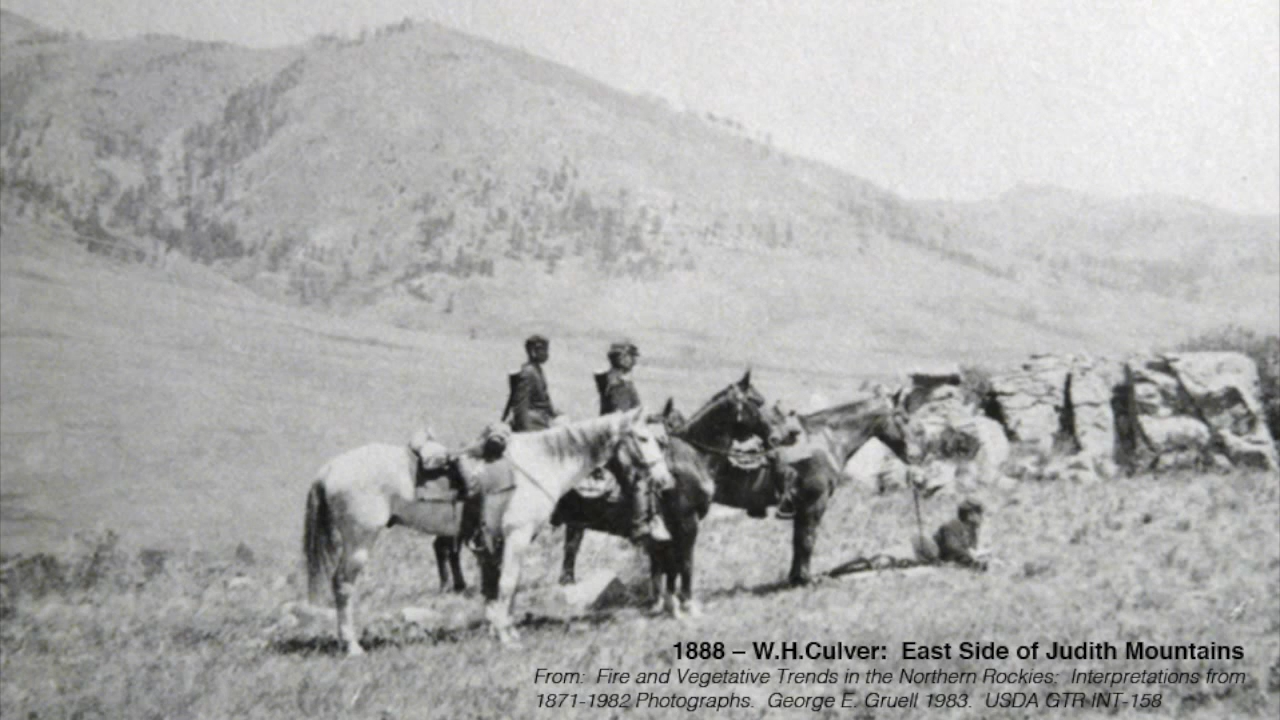 1888 – W.H.Culver:  East Side of Judith Mountains
From:  Fire and Vegetative Trends in the Northern Rockies:  Interpretations from
1871-1982 Photographs.  George E. Gruell 1983.  USDA GTR INT-158